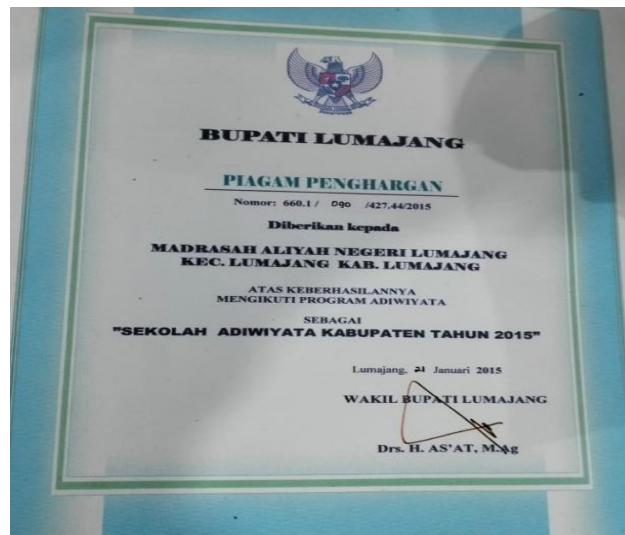 BUPATI LUMAJANG
PIAGAM PENGHARGAN
Nomor: 660.1 / 090 /427.44/2015
Diberikan kepada
MADRASAH ALIYAH NEGERI LUMAJANG
KEC. LUMAJANG KAB. LUMAJANG
ATAS KEBERHASILANNYA
MENGIKUTI PROGRAM ADIWIYATA
SEBAGAI
"SEKOLAH ADIWIYATA KABUPATEN TAHUN 2015"
Lumajang, 21 Januari 2015
WAKIL BUPATI LUMAJANG
Drs. H. AS'AT, M.Ag